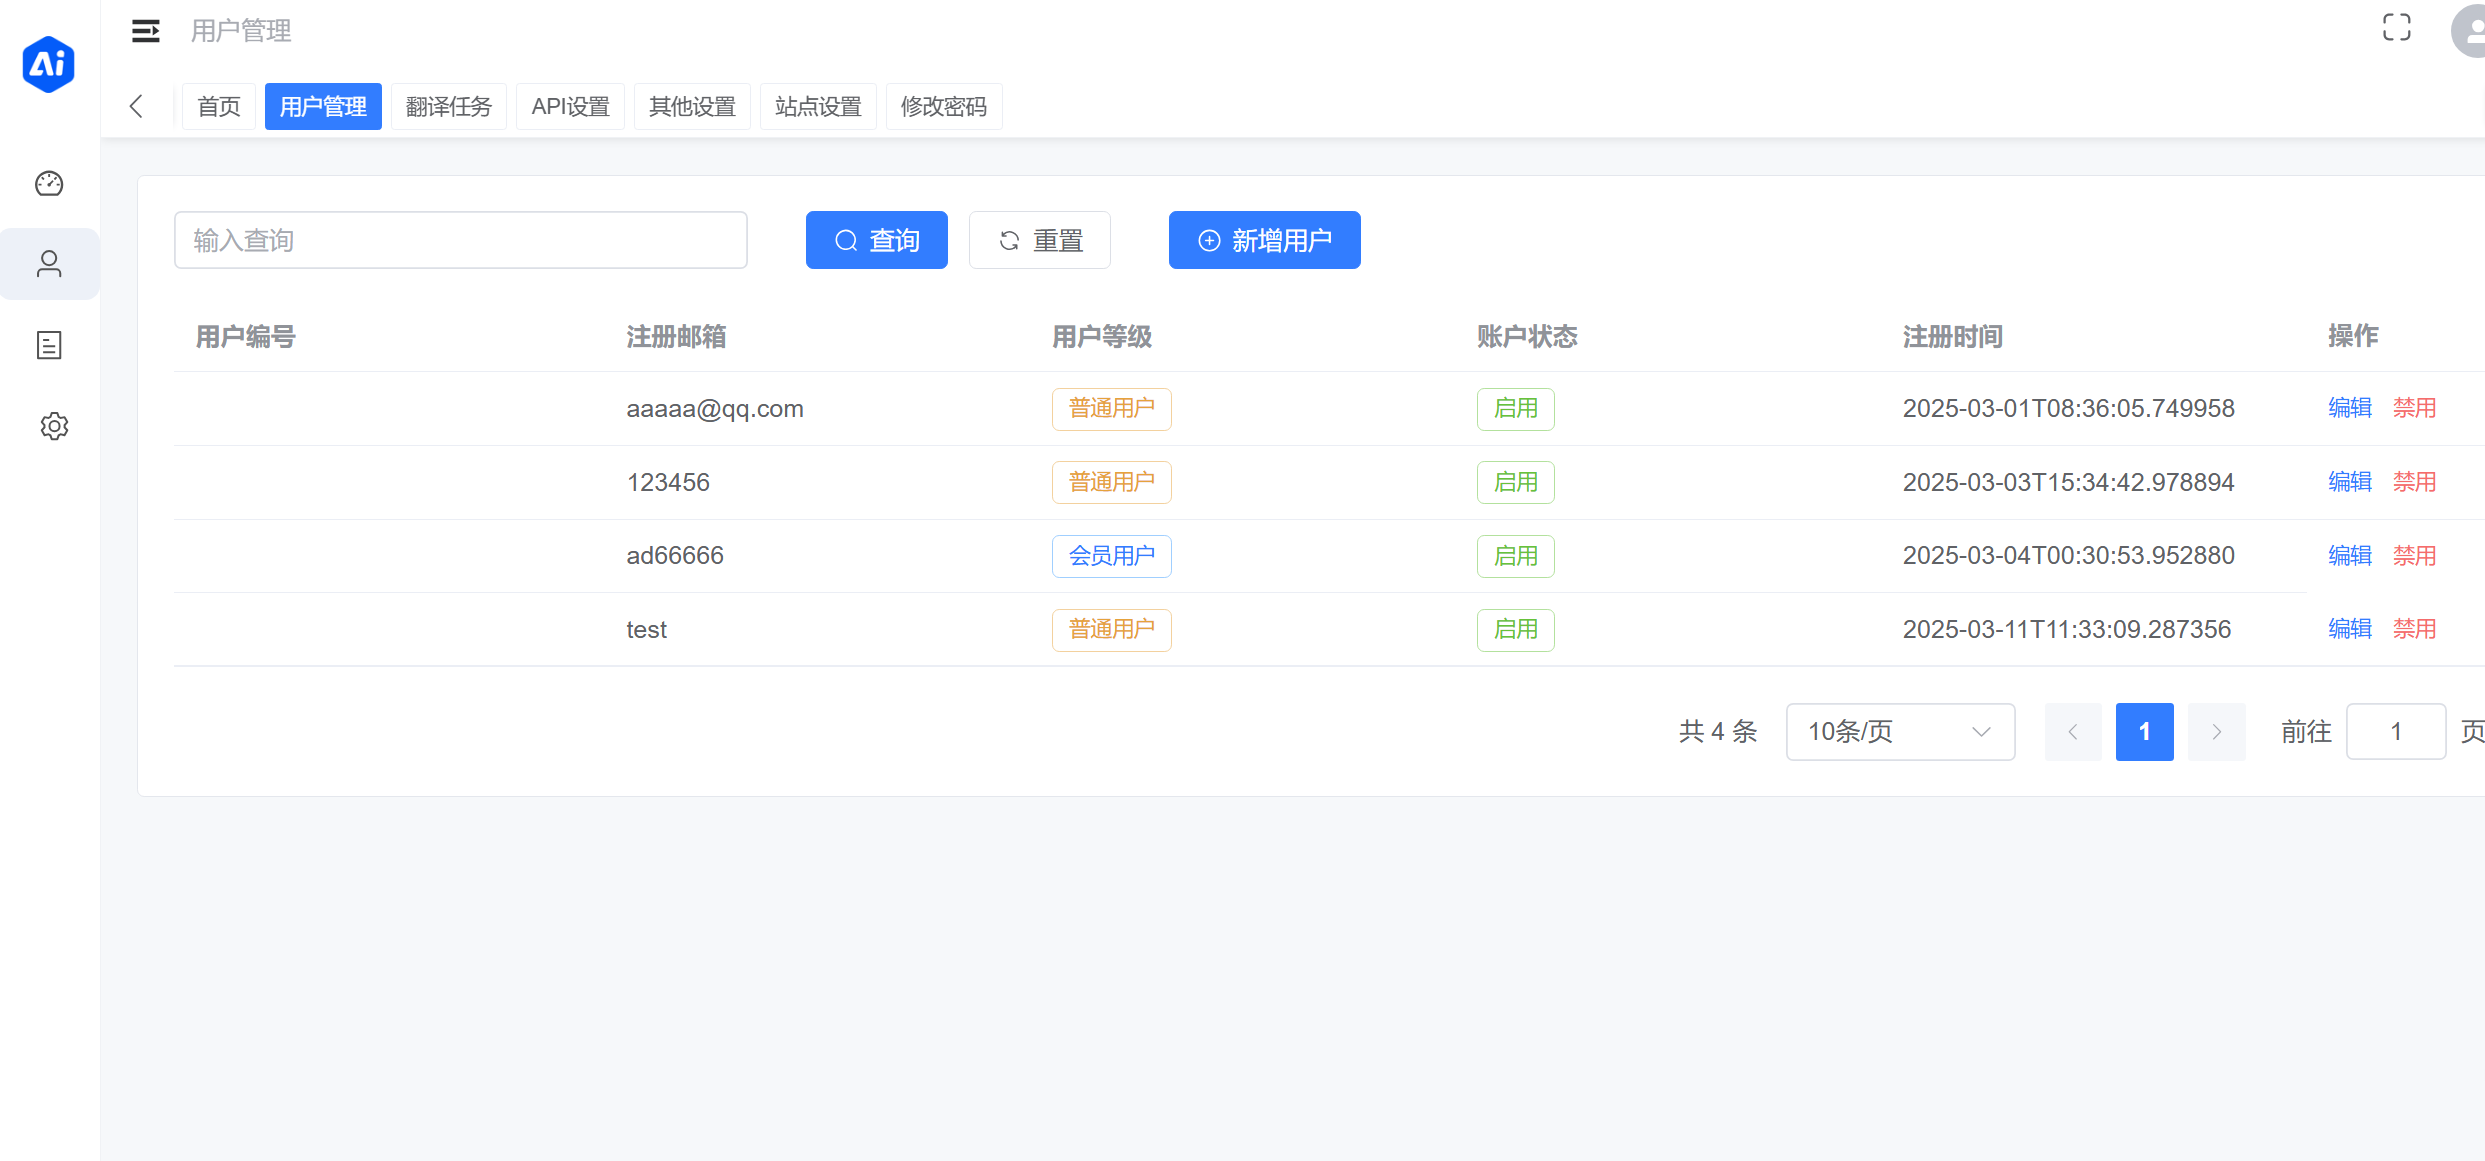 Ai
用户管理
首页 用户管理 翻译任务 API设置 其他设置 站点设置 修改密码
输入查询 查询 重置 新增用户
用户编号 注册邮箱 用户等级 账户状态 注册时间 操作
aaaaa@qq.com 普通用户 启用 2025-03-01T08:36:05.749958 编辑 禁用
123456 普通用户 启用 2025-03-03T15:34:42.978894 编辑 禁用
ad66666 会员用户 启用 2025-03-04T00:30:53.952880 编辑 禁用
test 普通用户 启用 2025-03-11T11:33:09.287356 编辑 禁用
共 4 条 10条/页 1 前往 1 页